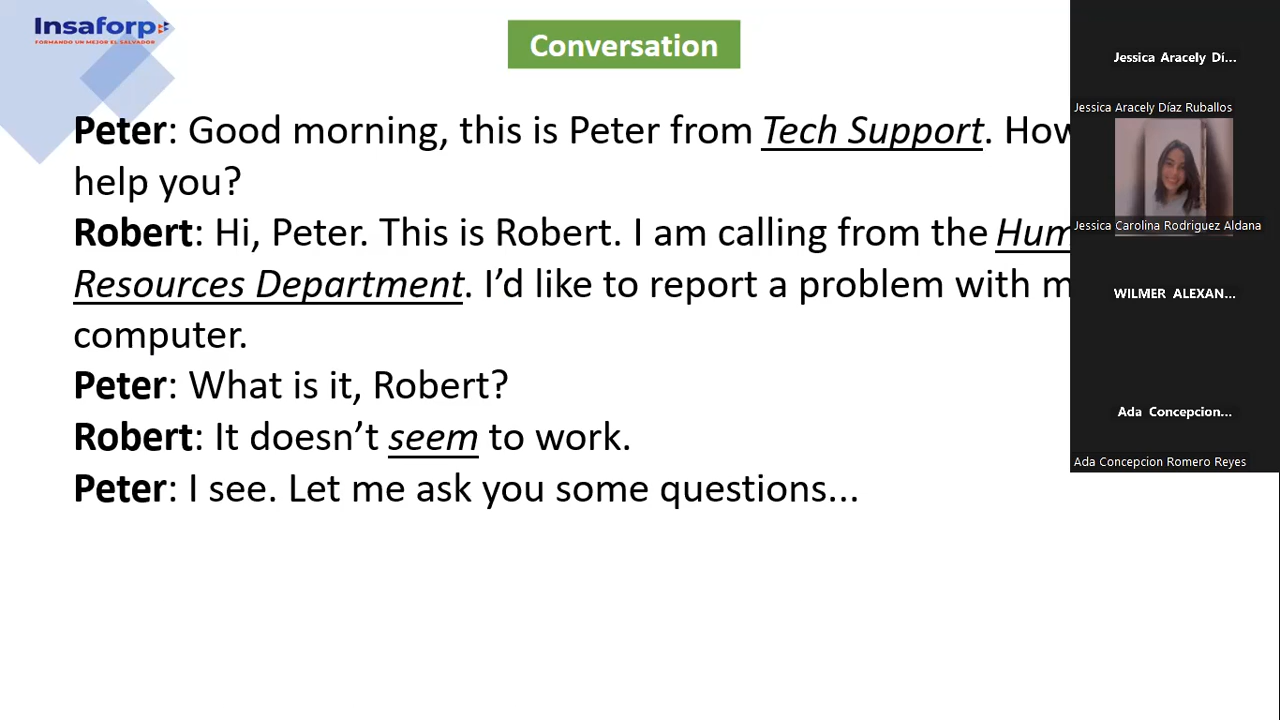 Insaforp
FORMANDO UN MEJOR EL SALVADOR
Conversation
Peter: Good morning, this is Peter from Tech Support. How
help you?
Robert: Hi, Peter. This is Robert. I am calling from the Hum
Resources Department. I’d like to report a problem with m
computer.
Peter: What is it, Robert?
Robert: It doesn’t seem to work.
Peter: I see. Let me ask you some questions...
Jessica Aracely Dí...
Jessica Aracely Díaz Ruballos
Jessica Carolina Rodriguez Aldana
WILMER ALEXAN...
Ada Concepcion...
Ada Concepcion Romero Reyes